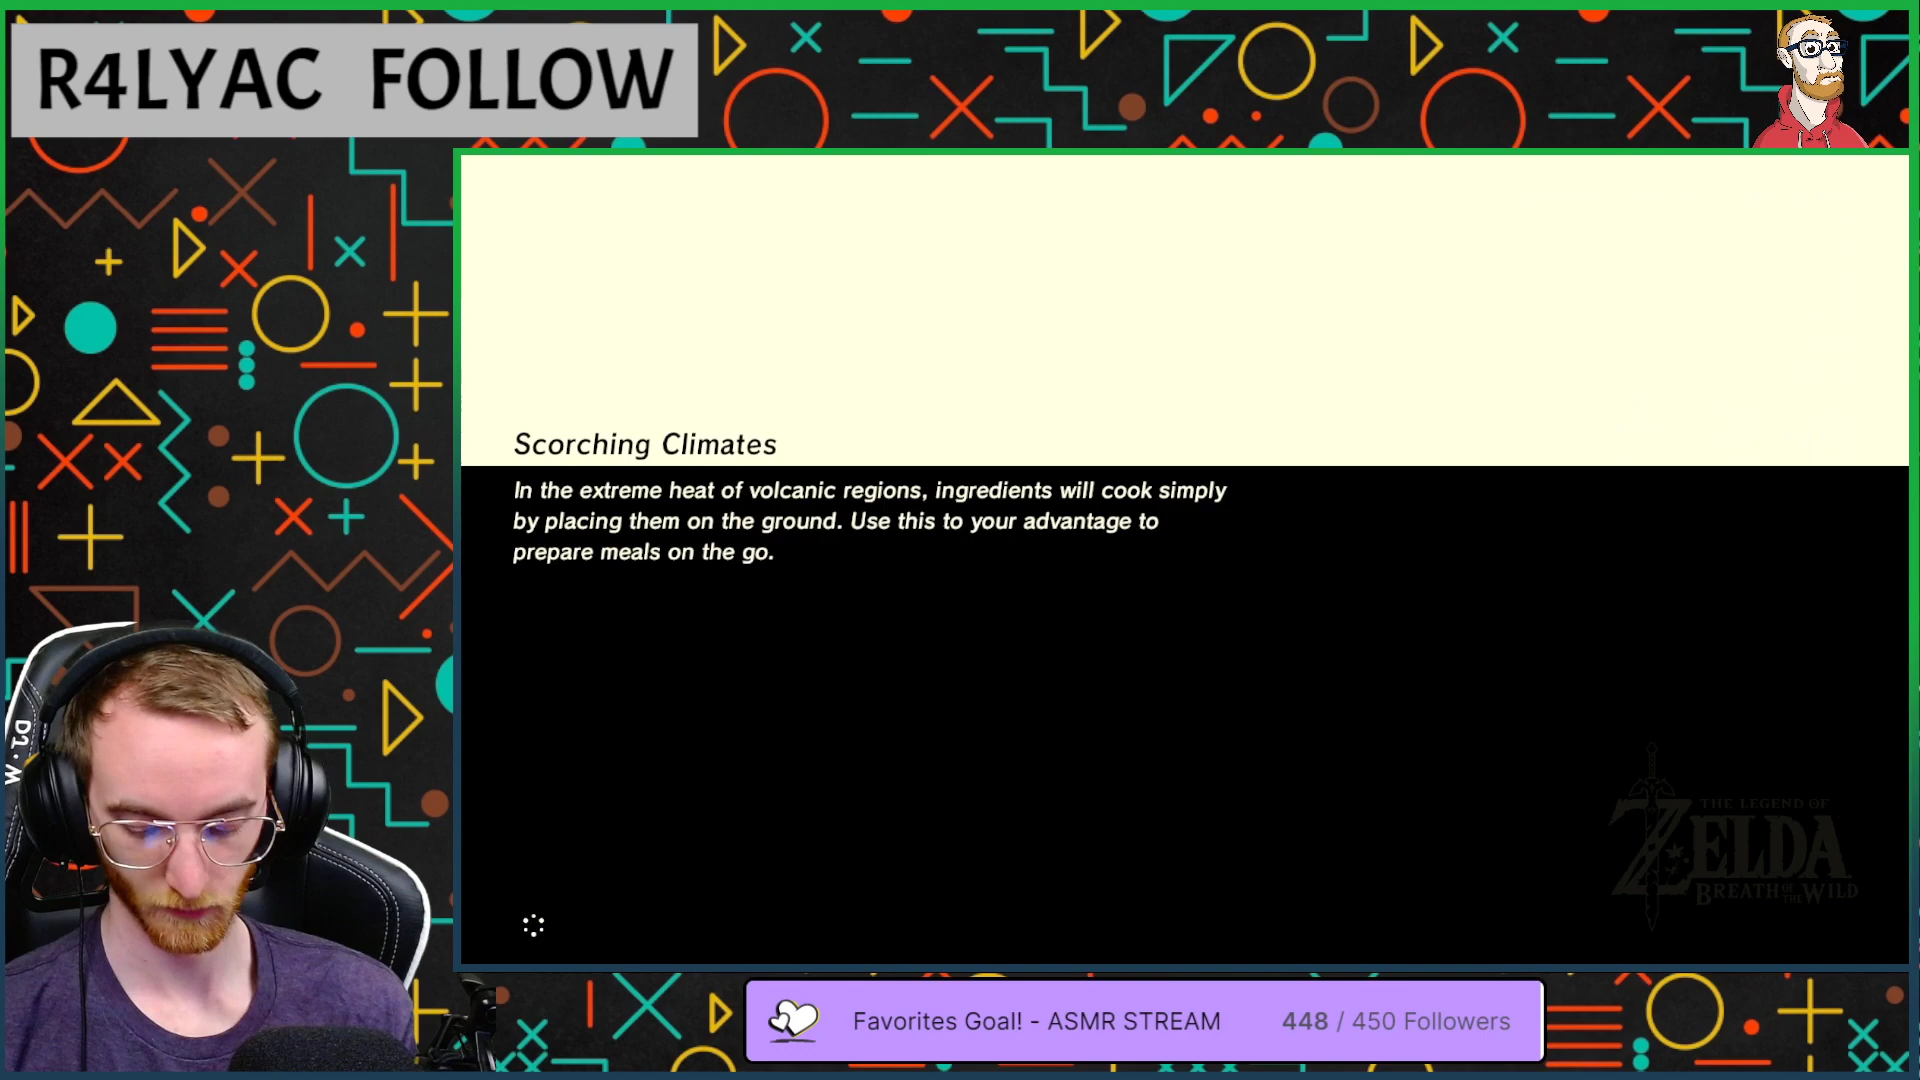 R4LYAC FOLLOW
Scorching Climates
In the extreme heat of volcanic regions, ingredients will cook simply
by placing them on the ground. Use this to your advantage to
prepare meals on the go.
THE LEGEND OF
ZELDA
BREATH OF THE WILD
Favorites Goal! - ASMR STREAM 448 / 450 Followers